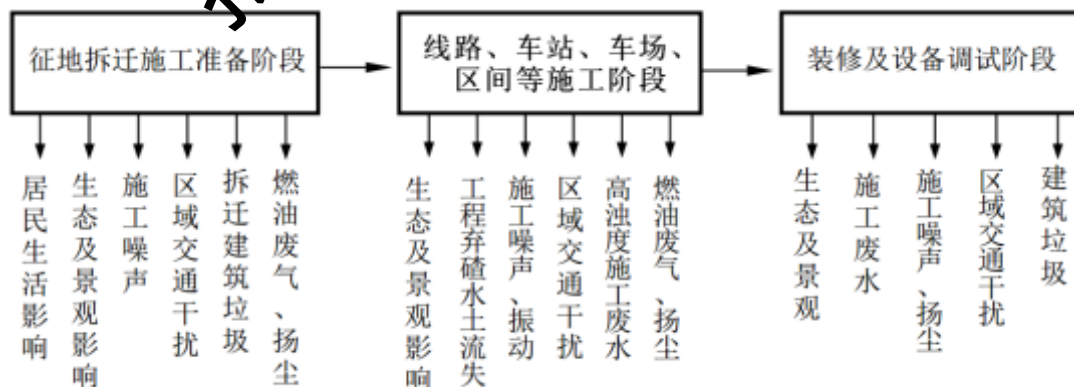 征地拆迁施工准备阶段
线路、车站、车场、
区间等施工阶段
装修及设备调试阶段
居民生活影响
生态及景观影响
施工噪声
区域交通干扰
拆迁建筑垃圾
燃油废气、扬尘
生态及景观影响
工程弃碴水土流失
施工噪声、振动
区域交通干扰
高浊度施工废水
燃油废气、扬尘
生态及景观
施工废水
施工噪声、扬尘
区域交通干扰
建筑垃圾